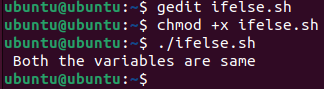 ubuntu@ubuntu:~$ gedit ifelse.sh
ubuntu@ubuntu:~$ chmod +x ifelse.sh
ubuntu@ubuntu:~$ ./ifelse.sh
 Both the variables are same
ubuntu@ubuntu:~$